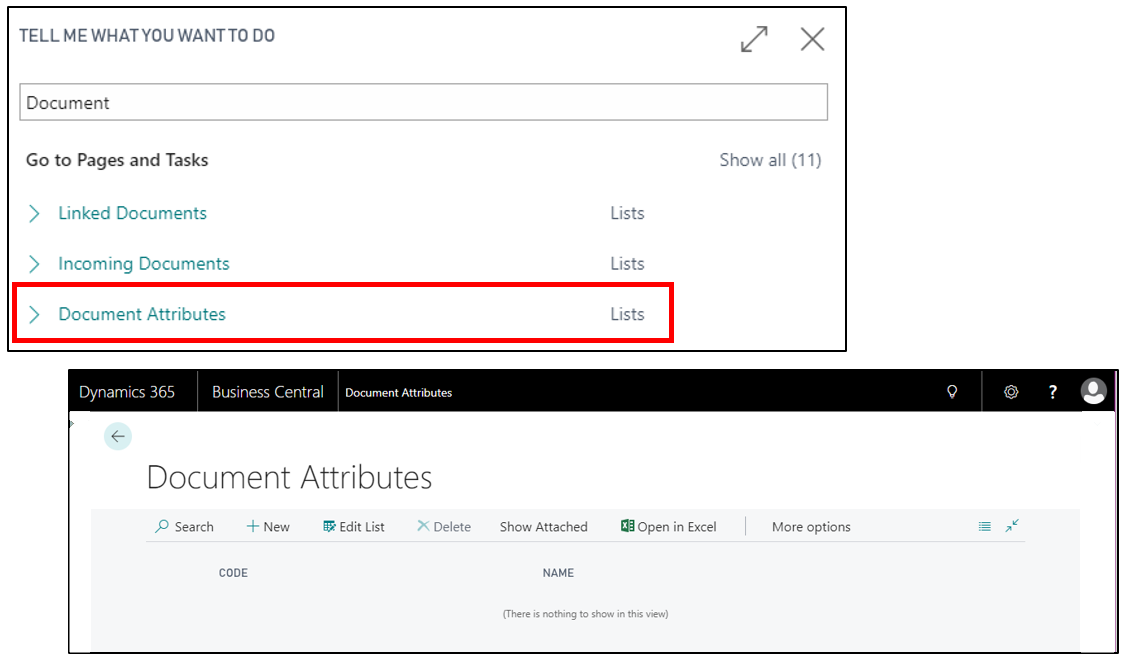 TELL ME WHAT YOU WANT TO DO
Document
Go to Pages and Tasks Show all (11)
Linked Documents Lists
Incoming Documents Lists
Document Attributes Lists
Dynamics 365 Business Central Document Attributes ?
Document Attributes
Search New Edit List Delete Show Attached Open in Excel More options
CODE NAME
(There is nothing to show in this view)